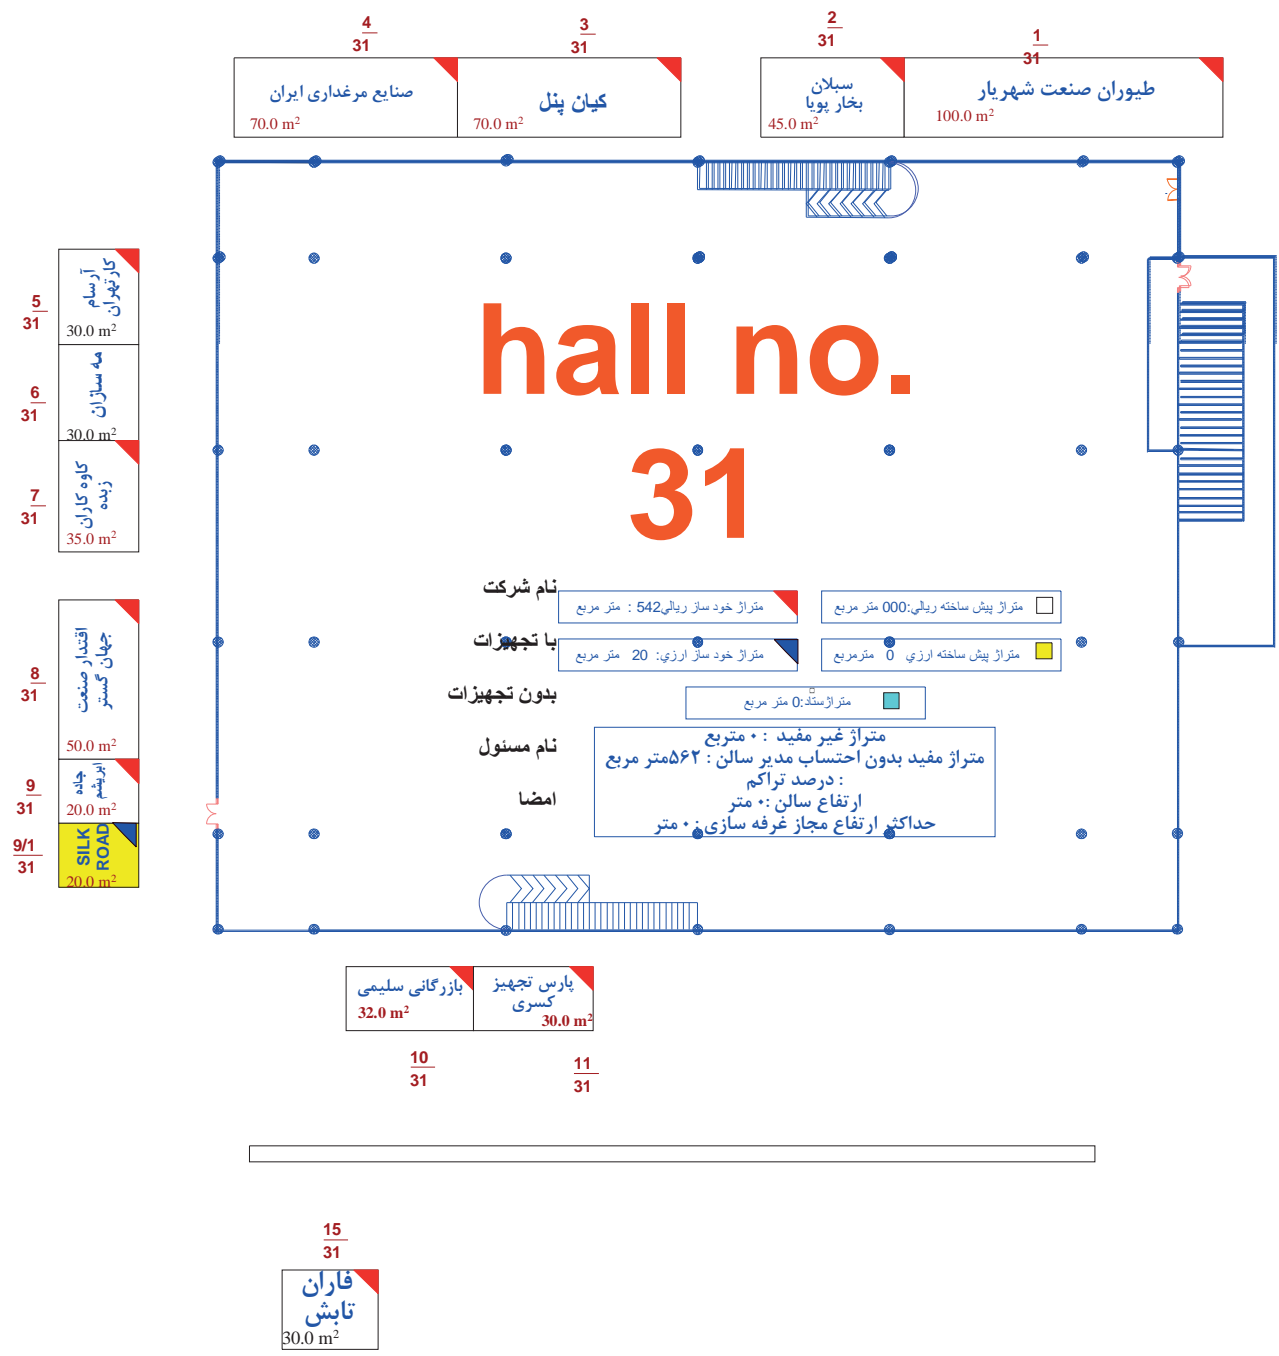 4
31
3
31
2
31
1
31
صنایع مرغداری ایران
70.0 m²
کیان پنل
70.0 m²
سبلان
بخار پویا
45.0 m²
طیوران صنعت شهریار
100.0 m²
5
31
آرسام
کارتهران
30.0 m²
6
31
مه سازان
30.0 m²
7
31
کاوه کاران
زبده
35.0 m²
8
31
اقتدار صنعت
جهان گستر
50.0 m²
9
31
جاده
ابریشم
20.0 m²
9/1
31
SILK
ROAD
20.0 m²
hall no.
31
نام شرکت
با تجهیزات
بدون تجهیزات
نام مسئول
امضا
متراژ پیش ساخته ريالي:000 متر مربع
متراژ خود ساز ريالي542 : متر مربع
متراژ پیش ساخته ارزي 0 مترمربع
متراژ خود ساز ارزي: 20 متر مربع
متراژستاد:0 متر مربع
متراژ غیر مفید : ۰ متربع
متراژ مفید بدون احتساب مدیر سالن : ۵۶۲متر مربع
: درصد تراکم
ارتفاع سالن :۰ متر
حداکثر ارتفاع مجاز غرفه سازی : ۰ متر
بازرگانی سلیمی
32.0 m²
پارس تجهیز
کسری
30.0 m²
10
31
11
31
15
31
فاران
تابش
30.0 m²